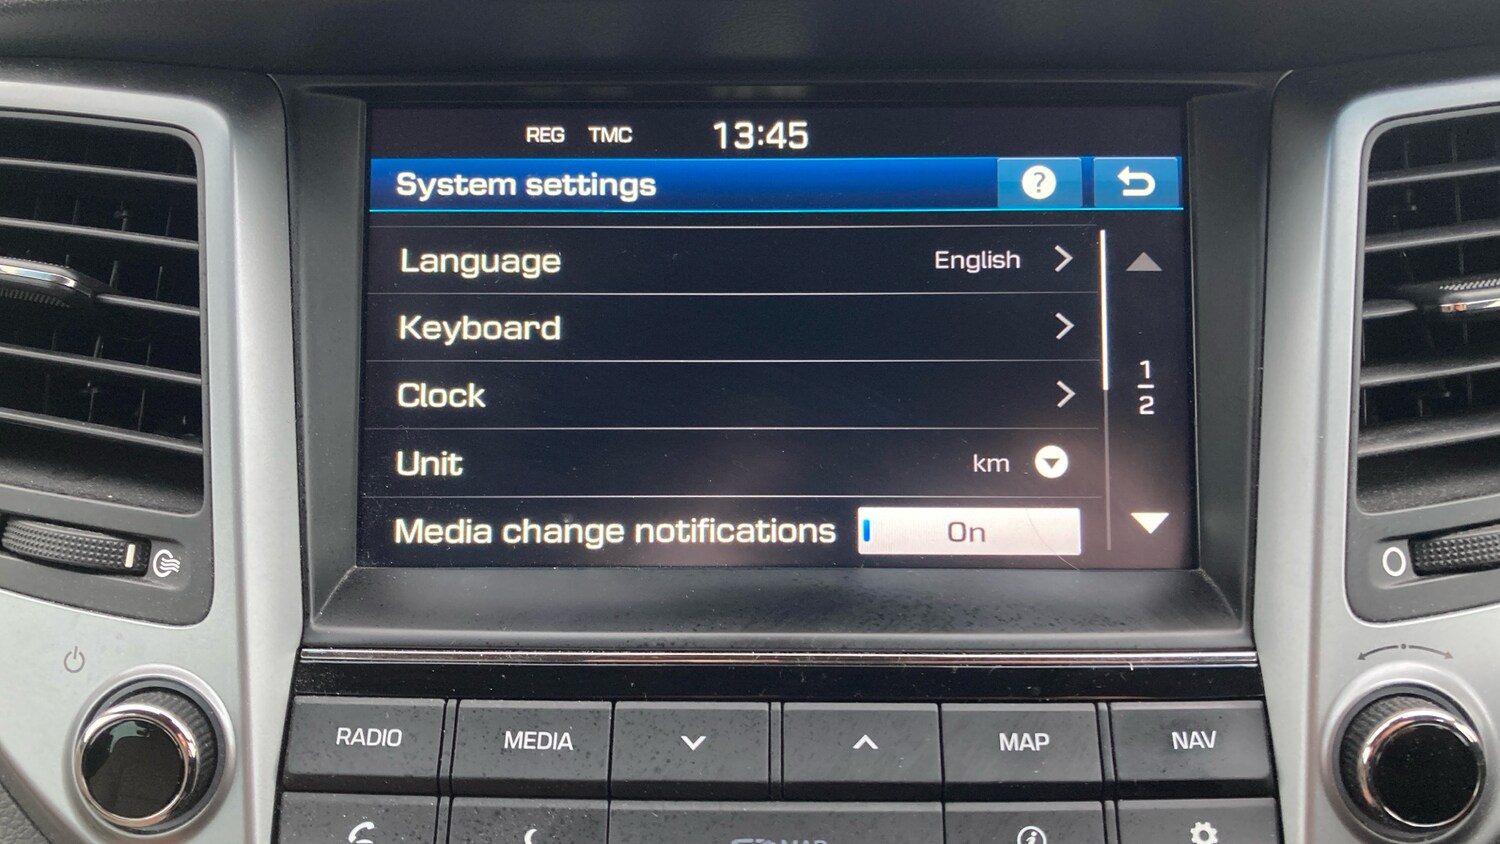 REG TMC 13:45
System settings ?
Language English
Keyboard
Clock
1
2
Unit km
Media change notifications On
RADIO MEDIA MAP NAV